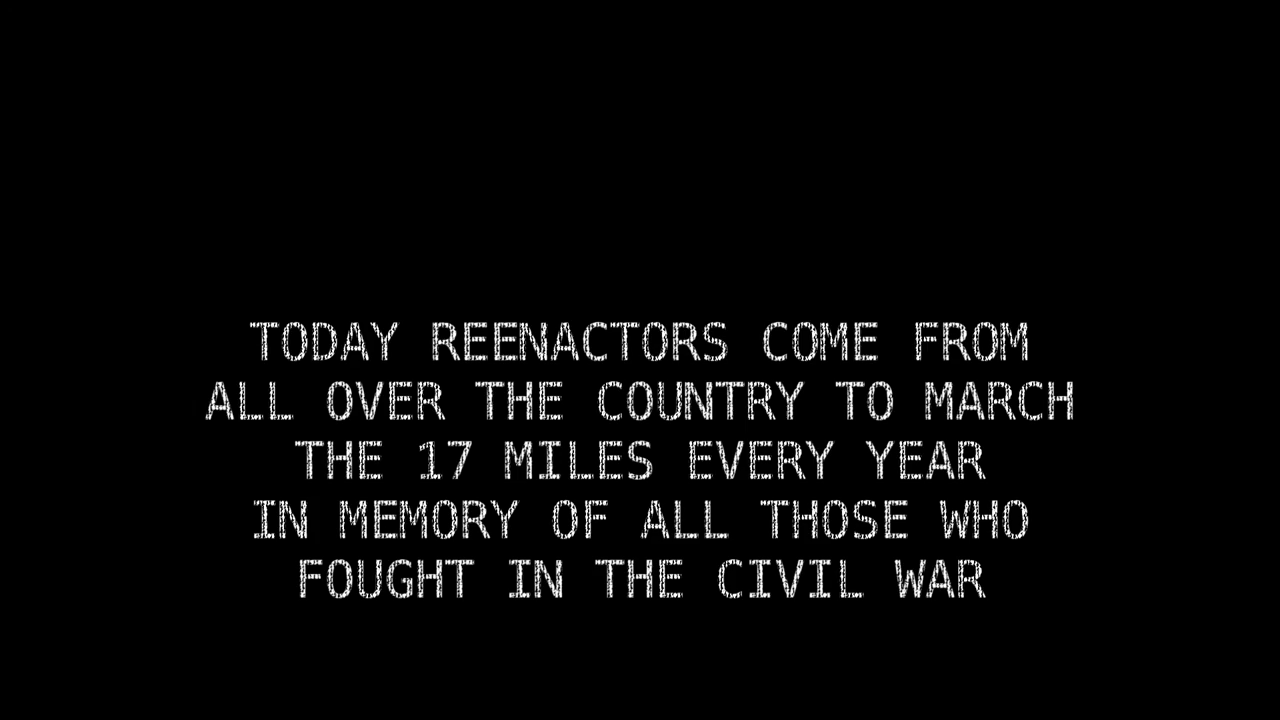 TODAY REENACTORS COME FROM
ALL OVER THE COUNTRY TO MARCH
THE 17 MILES EVERY YEAR
IN MEMORY OF ALL THOSE WHO
FOUGHT IN THE CIVIL WAR